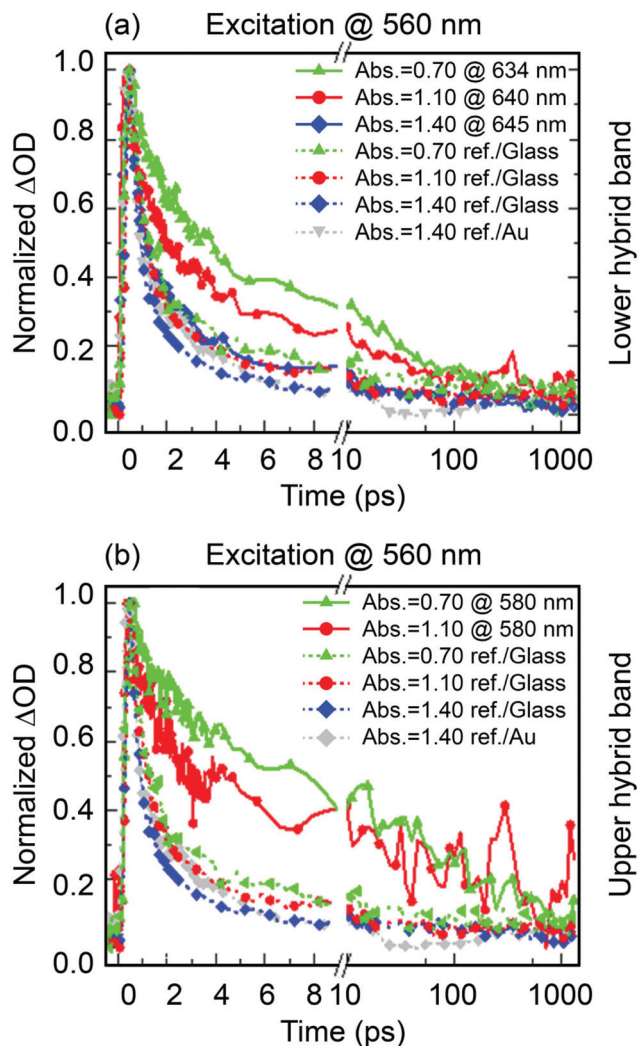 (a) Excitation @ 560 nm
1.0
0.8
0.6
0.4
0.2
0.0
Normalized ΔOD
Abs.=0.70 @ 634 nm
Abs.=1.10 @ 640 nm
Abs.=1.40 @ 645 nm
Abs.=0.70 ref./Glass
Abs.=1.10 ref./Glass
Abs.=1.40 ref./Glass
Abs.=1.40 ref./Au
Lower hybrid band
0 2 4 6 8 10 100 1000
Time (ps)
(b) Excitation @ 560 nm
1.0
0.8
0.6
0.4
0.2
0.0
Normalized ΔOD
Abs.=0.70 @ 580 nm
Abs.=1.10 @ 580 nm
Abs.=0.70 ref./Glass
Abs.=1.10 ref./Glass
Abs.=1.40 ref./Glass
Abs.=1.40 ref./Au
Upper hybrid band
0 2 4 6 8 10 100 1000
Time (ps)